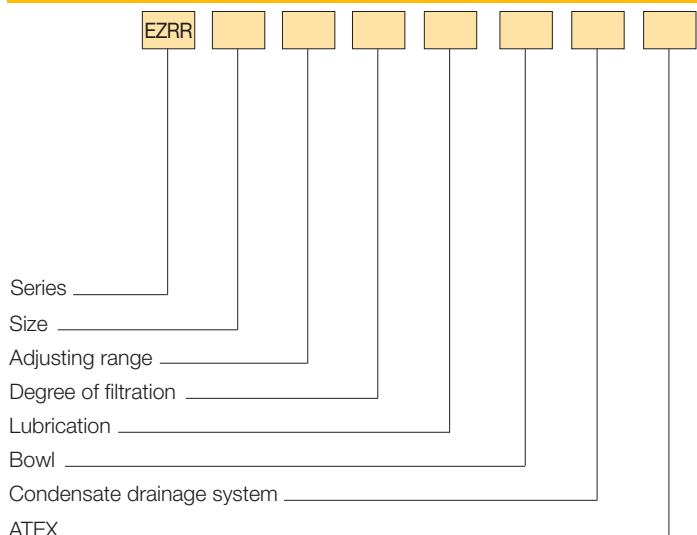 EZRR
Series
Size
Adjusting range
Degree of filtration
Lubrication
Bowl
Condensate drainage system
ATEX